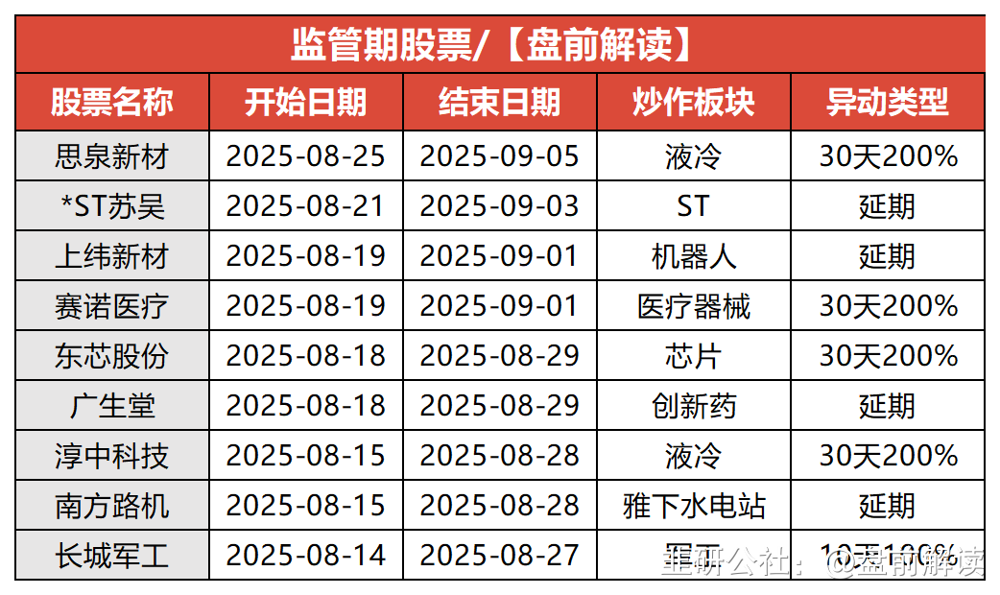 监管期股票/【盘前解读】
股票名称 开始日期 结束日期 炒作板块 异动类型
思泉新材 2025-08-25 2025-09-05 液冷 30天200%
*ST苏吴 2025-08-21 2025-09-03 ST 延期
上纬新材 2025-08-19 2025-09-01 机器人 延期
赛诺医疗 2025-08-19 2025-09-01 医疗器械 30天200%
东芯股份 2025-08-18 2025-08-29 芯片 30天200%
广生堂 2025-08-18 2025-08-29 创新药 延期
淳中科技 2025-08-15 2025-08-28 液冷 30天200%
南方路机 2025-08-15 2025-08-28 雅下水电站 延期
长城军工 2025-08-14 2025-08-27 军工 10天100%
韭研公社：@盘前解读